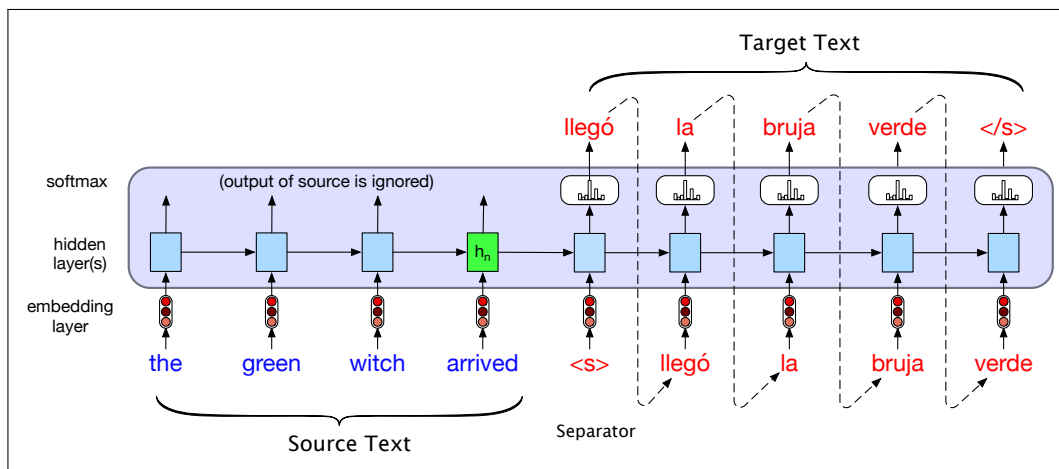 Target Text
llegó la bruja verde </s>
softmax (output of source is ignored)
hidden layer(s) hₙ
embedding layer
the green witch arrived <s> llegó la bruja verde
Separator
Source Text